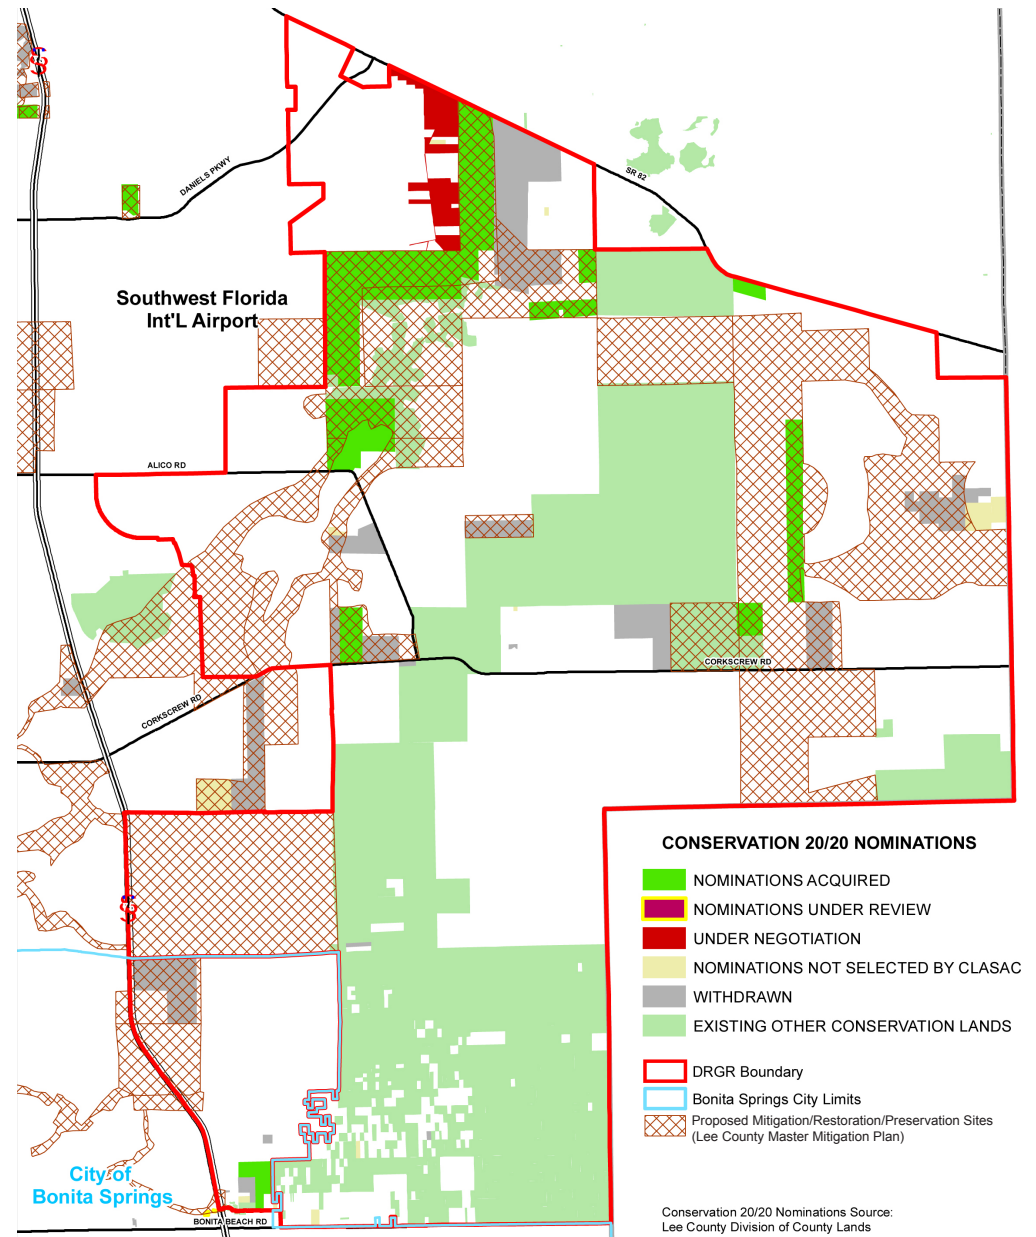 DANIELS PKWY
SR 82
Southwest Florida
Int'L Airport
ALICO RD
CORKSCREW RD
CORKSCREW RD
CONSERVATION 20/20 NOMINATIONS
NOMINATIONS ACQUIRED
NOMINATIONS UNDER REVIEW
UNDER NEGOTIATION
NOMINATIONS NOT SELECTED BY CLASAC
WITHDRAWN
EXISTING OTHER CONSERVATION LANDS
DRGR Boundary
Bonita Springs City Limits
Proposed Mitigation/Restoration/Preservation Sites
(Lee County Master Mitigation Plan)
City of
Bonita Springs
BONITA BEACH RD
Conservation 20/20 Nominations Source:
Lee County Division of County Lands